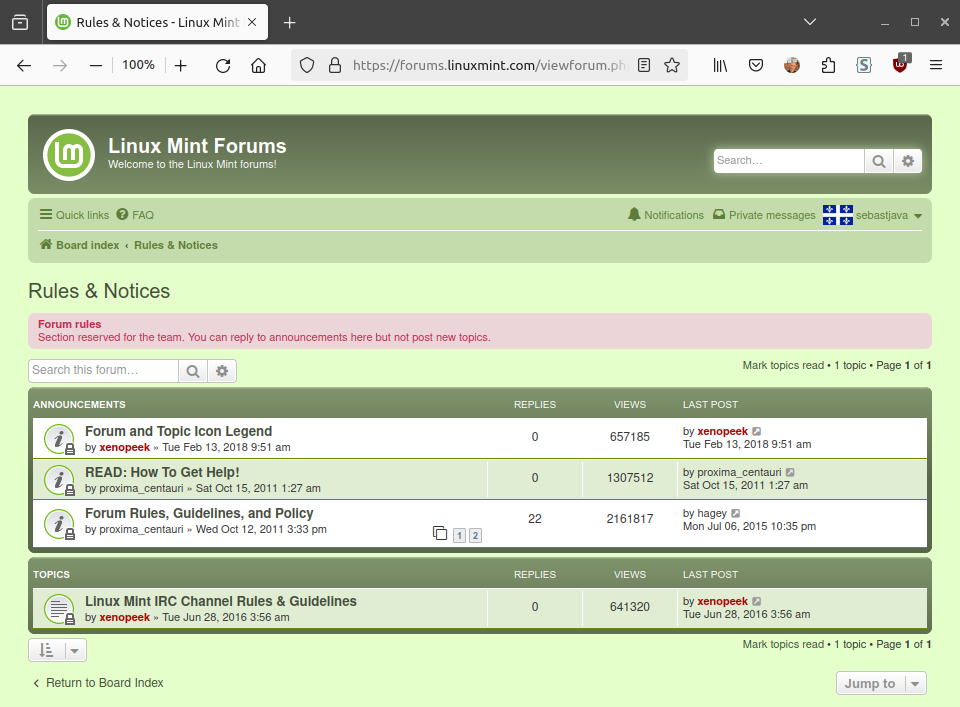 Rules & Notices - Linux Mint
100%
https://forums.linuxmint.com/viewforum.ph
1
Linux Mint Forums
Welcome to the Linux Mint forums!
Search…
Quick links FAQ
Notifications Private messages sebastjava
Board index ‹ Rules & Notices
Rules & Notices
Forum rules
Section reserved for the team. You can reply to announcements here but not post new topics.
Search this forum…
Mark topics read • 1 topic • Page 1 of 1
ANNOUNCEMENTS REPLIES VIEWS LAST POST
Forum and Topic Icon Legend
by xenopeek » Tue Feb 13, 2018 9:51 am
0
657185
by xenopeek
Tue Feb 13, 2018 9:51 am
READ: How To Get Help!
by proxima_centauri » Sat Oct 15, 2011 1:27 am
0
1307512
by proxima_centauri
Sat Oct 15, 2011 1:27 am
Forum Rules, Guidelines, and Policy
by proxima_centauri » Wed Oct 12, 2011 3:33 pm
1 2
22
2161817
by hagey
Mon Jul 06, 2015 10:35 pm
TOPICS REPLIES VIEWS LAST POST
Linux Mint IRC Channel Rules & Guidelines
by xenopeek » Tue Jun 28, 2016 3:56 am
0
641320
by xenopeek
Tue Jun 28, 2016 3:56 am
Mark topics read • 1 topic • Page 1 of 1
Return to Board Index
Jump to